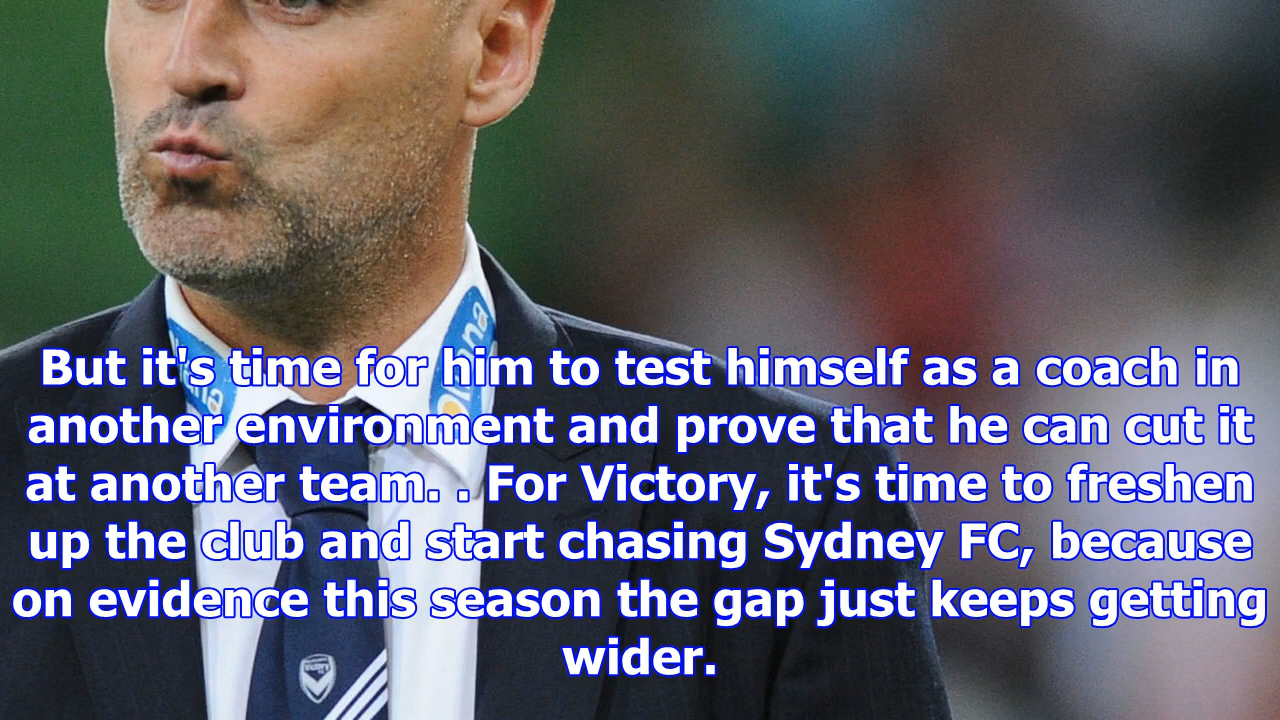 But it's time for him to test himself as a coach in
another environment and prove that he can cut it
at another team. . For Victory, it's time to freshen
up the club and start chasing Sydney FC, because
on evidence this season the gap just keeps getting
wider.
Victory